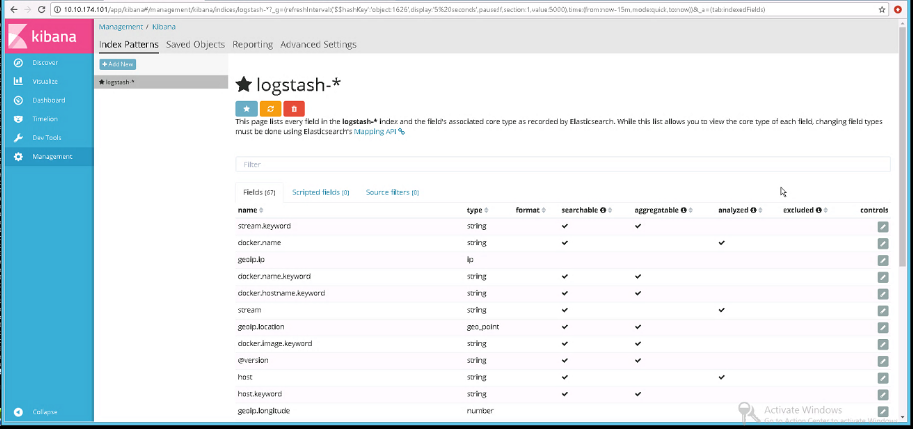 10.10.174.101/app/kibana#/management/kibana/indices/logstash-*?_g=(refreshInterval:('$$hashKey':'object:1626',display:'5%20seconds',pause:!f,section:1,value:5000),time:(from:now-15m,mode:quick,to:now))&_a=(tab:indexedFields)
kibana
Discover
Visualize
Dashboard
Timelion
Dev Tools
Management
Collapse
Management / Kibana
Index Patterns Saved Objects Reporting Advanced Settings
+ Add New
★ logstash-*
★ logstash-*
This page lists every field in the logstash-* index and the field's associated core type as recorded by Elasticsearch. While this list allows you to view the core type of each field, changing field types
must be done using Elasticsearch's Mapping API
Filter
Fields (67) Scripted fields (0) Source filters (0)
name type format searchable aggregatable analyzed excluded controls
stream.keyword string ✓ ✓
docker.name string ✓ ✓
geoip.ip ip
docker.name.keyword string ✓ ✓
docker.hostname.keyword string ✓ ✓
stream string ✓ ✓
geoip.location geo_point ✓ ✓
docker.image.keyword string ✓ ✓
@version string ✓ ✓
host string ✓ ✓
host.keyword string ✓ ✓
geoip.longitude number
Activate Windows
Go to Action Center to activate Windows